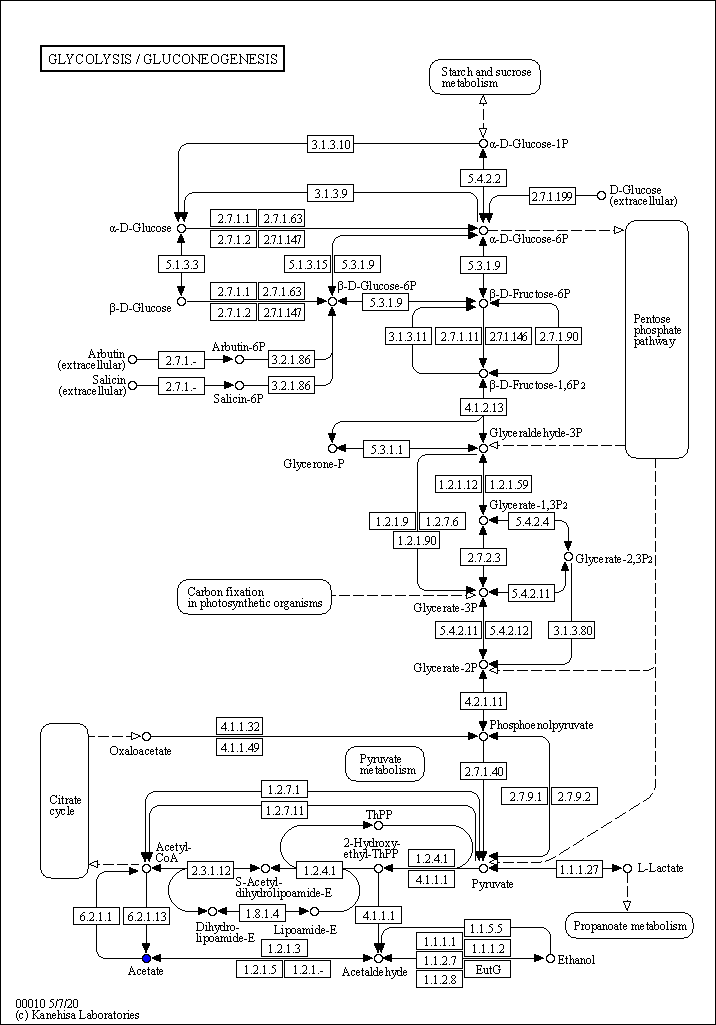 GLYCOLYSIS / GLUCONEOGENESIS
Starch and sucrose
metabolism
3.1.3.10
α-D-Glucose-1P
5.4.2.2
3.1.3.9
2.7.1.199
D-Glucose
(extracellular)
α-D-Glucose
2.7.1.1
2.7.1.63
2.7.1.2
2.7.1.147
α-D-Glucose-6P
5.1.3.3
5.1.3.15
5.3.1.9
5.3.1.9
β-D-Glucose
2.7.1.1
2.7.1.63
2.7.1.2
2.7.1.147
β-D-Glucose-6P
5.3.1.9
β-D-Fructose-6P
Pentose
phosphate
pathway
3.1.3.11
2.7.1.11
2.7.1.146
2.7.1.90
Arbutin
(extracellular)
2.7.1.-
Arbutin-6P
3.2.1.86
Salicin
(extracellular)
2.7.1.-
Salicin-6P
3.2.1.86
β-D-Fructose-1,6P2
4.1.2.13
Glyceraldehyde-3P
Glycerone-P
5.3.1.1
1.2.1.12
1.2.1.59
Glycerate-1,3P2
1.2.1.9
1.2.7.6
1.2.1.90
5.4.2.4
2.7.2.3
Glycerate-2,3P2
Carbon fixation
in photosynthetic organisms
5.4.2.11
Glycerate-3P
5.4.2.11
5.4.2.12
3.1.3.80
Glycerate-2P
4.2.1.11
Oxaloacetate
4.1.1.32
4.1.1.49
Phosphoenolpyruvate
Pyruvate
metabolism
2.7.1.40
2.7.9.1
2.7.9.2
Citrate
cycle
1.2.7.1
1.2.7.11
ThPP
Acetyl-
CoA
2-Hydroxy-
ethyl-ThPP
2.3.1.12
S-Acetyl-
dihydrolipoamide-E
1.2.4.1
1.2.4.1
4.1.1.1
Pyruvate
1.1.1.27
L-Lactate
6.2.1.1
6.2.1.13
Dihydro-
lipoamide-E
1.8.1.4
Lipoamide-E
4.1.1.1
Propanoate metabolism
1.1.5.5
1.1.1.1
1.1.1.2
1.1.2.7
EutG
1.1.2.8
Ethanol
Acetate
1.2.1.3
1.2.1.5
1.2.1.-
Acetaldehyde
00010 5/7/20
(c) Kanehisa Laboratories